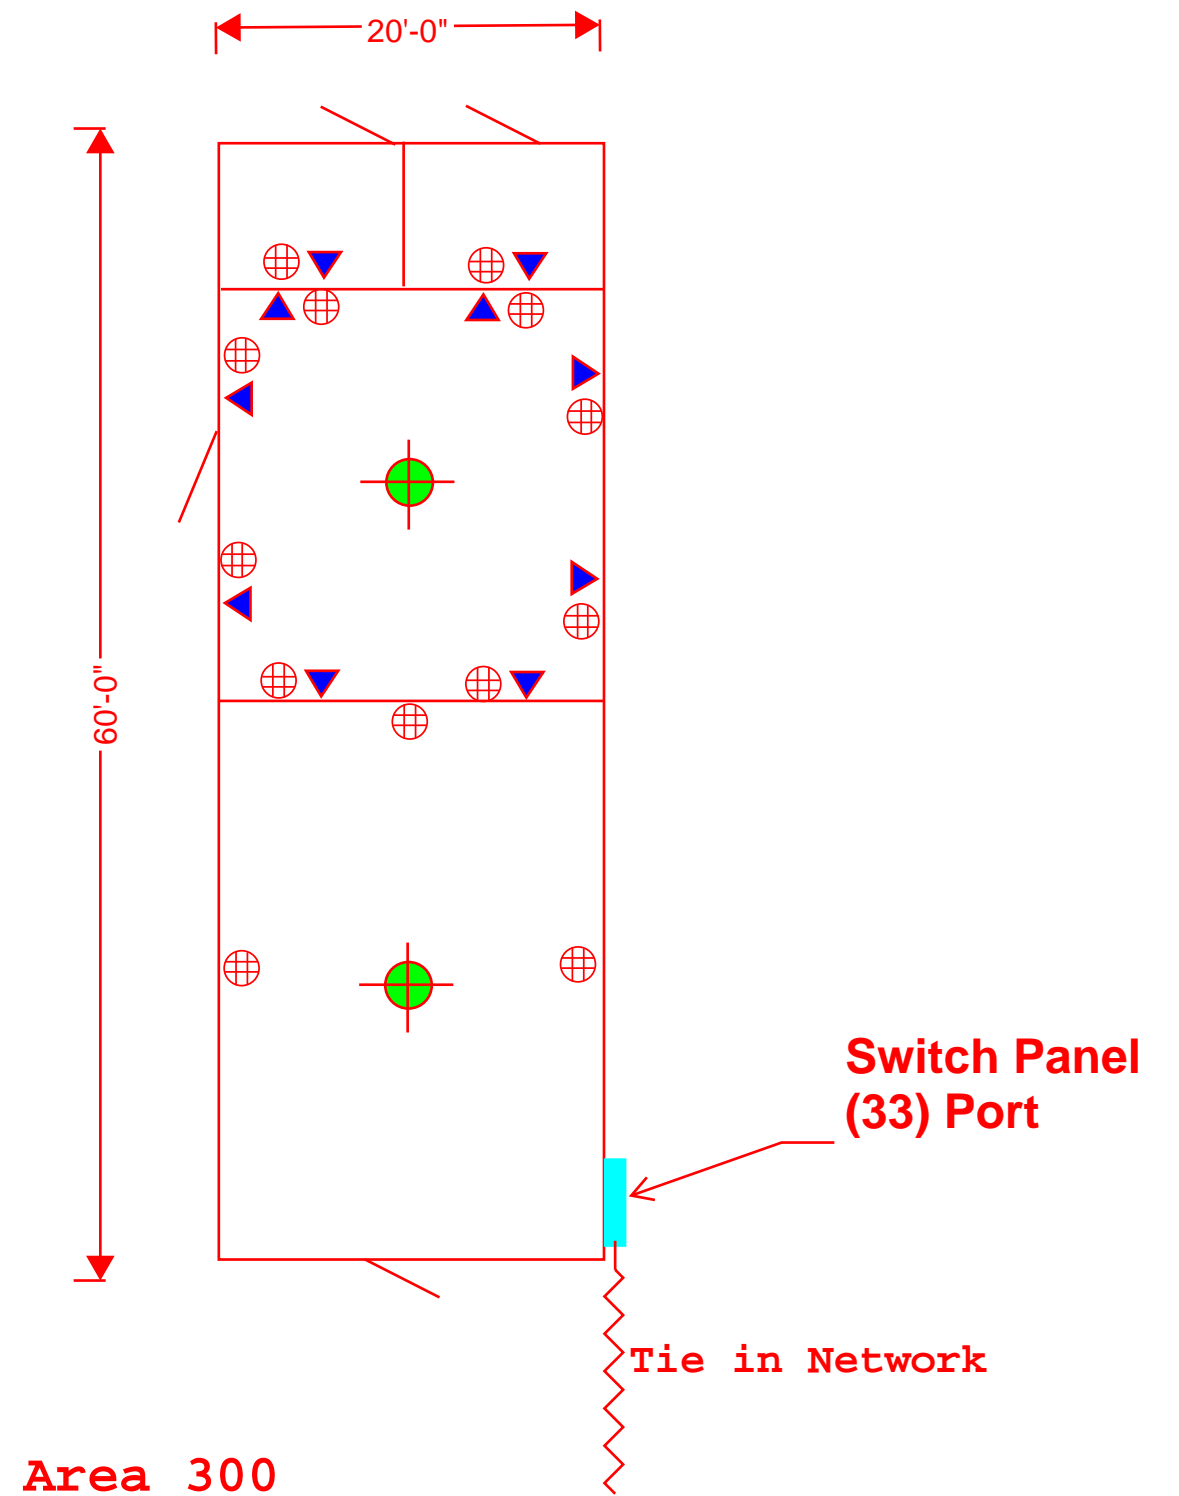 20'-0"
60'-0"
Switch Panel
(33) Port
Tie in Network
Area 300